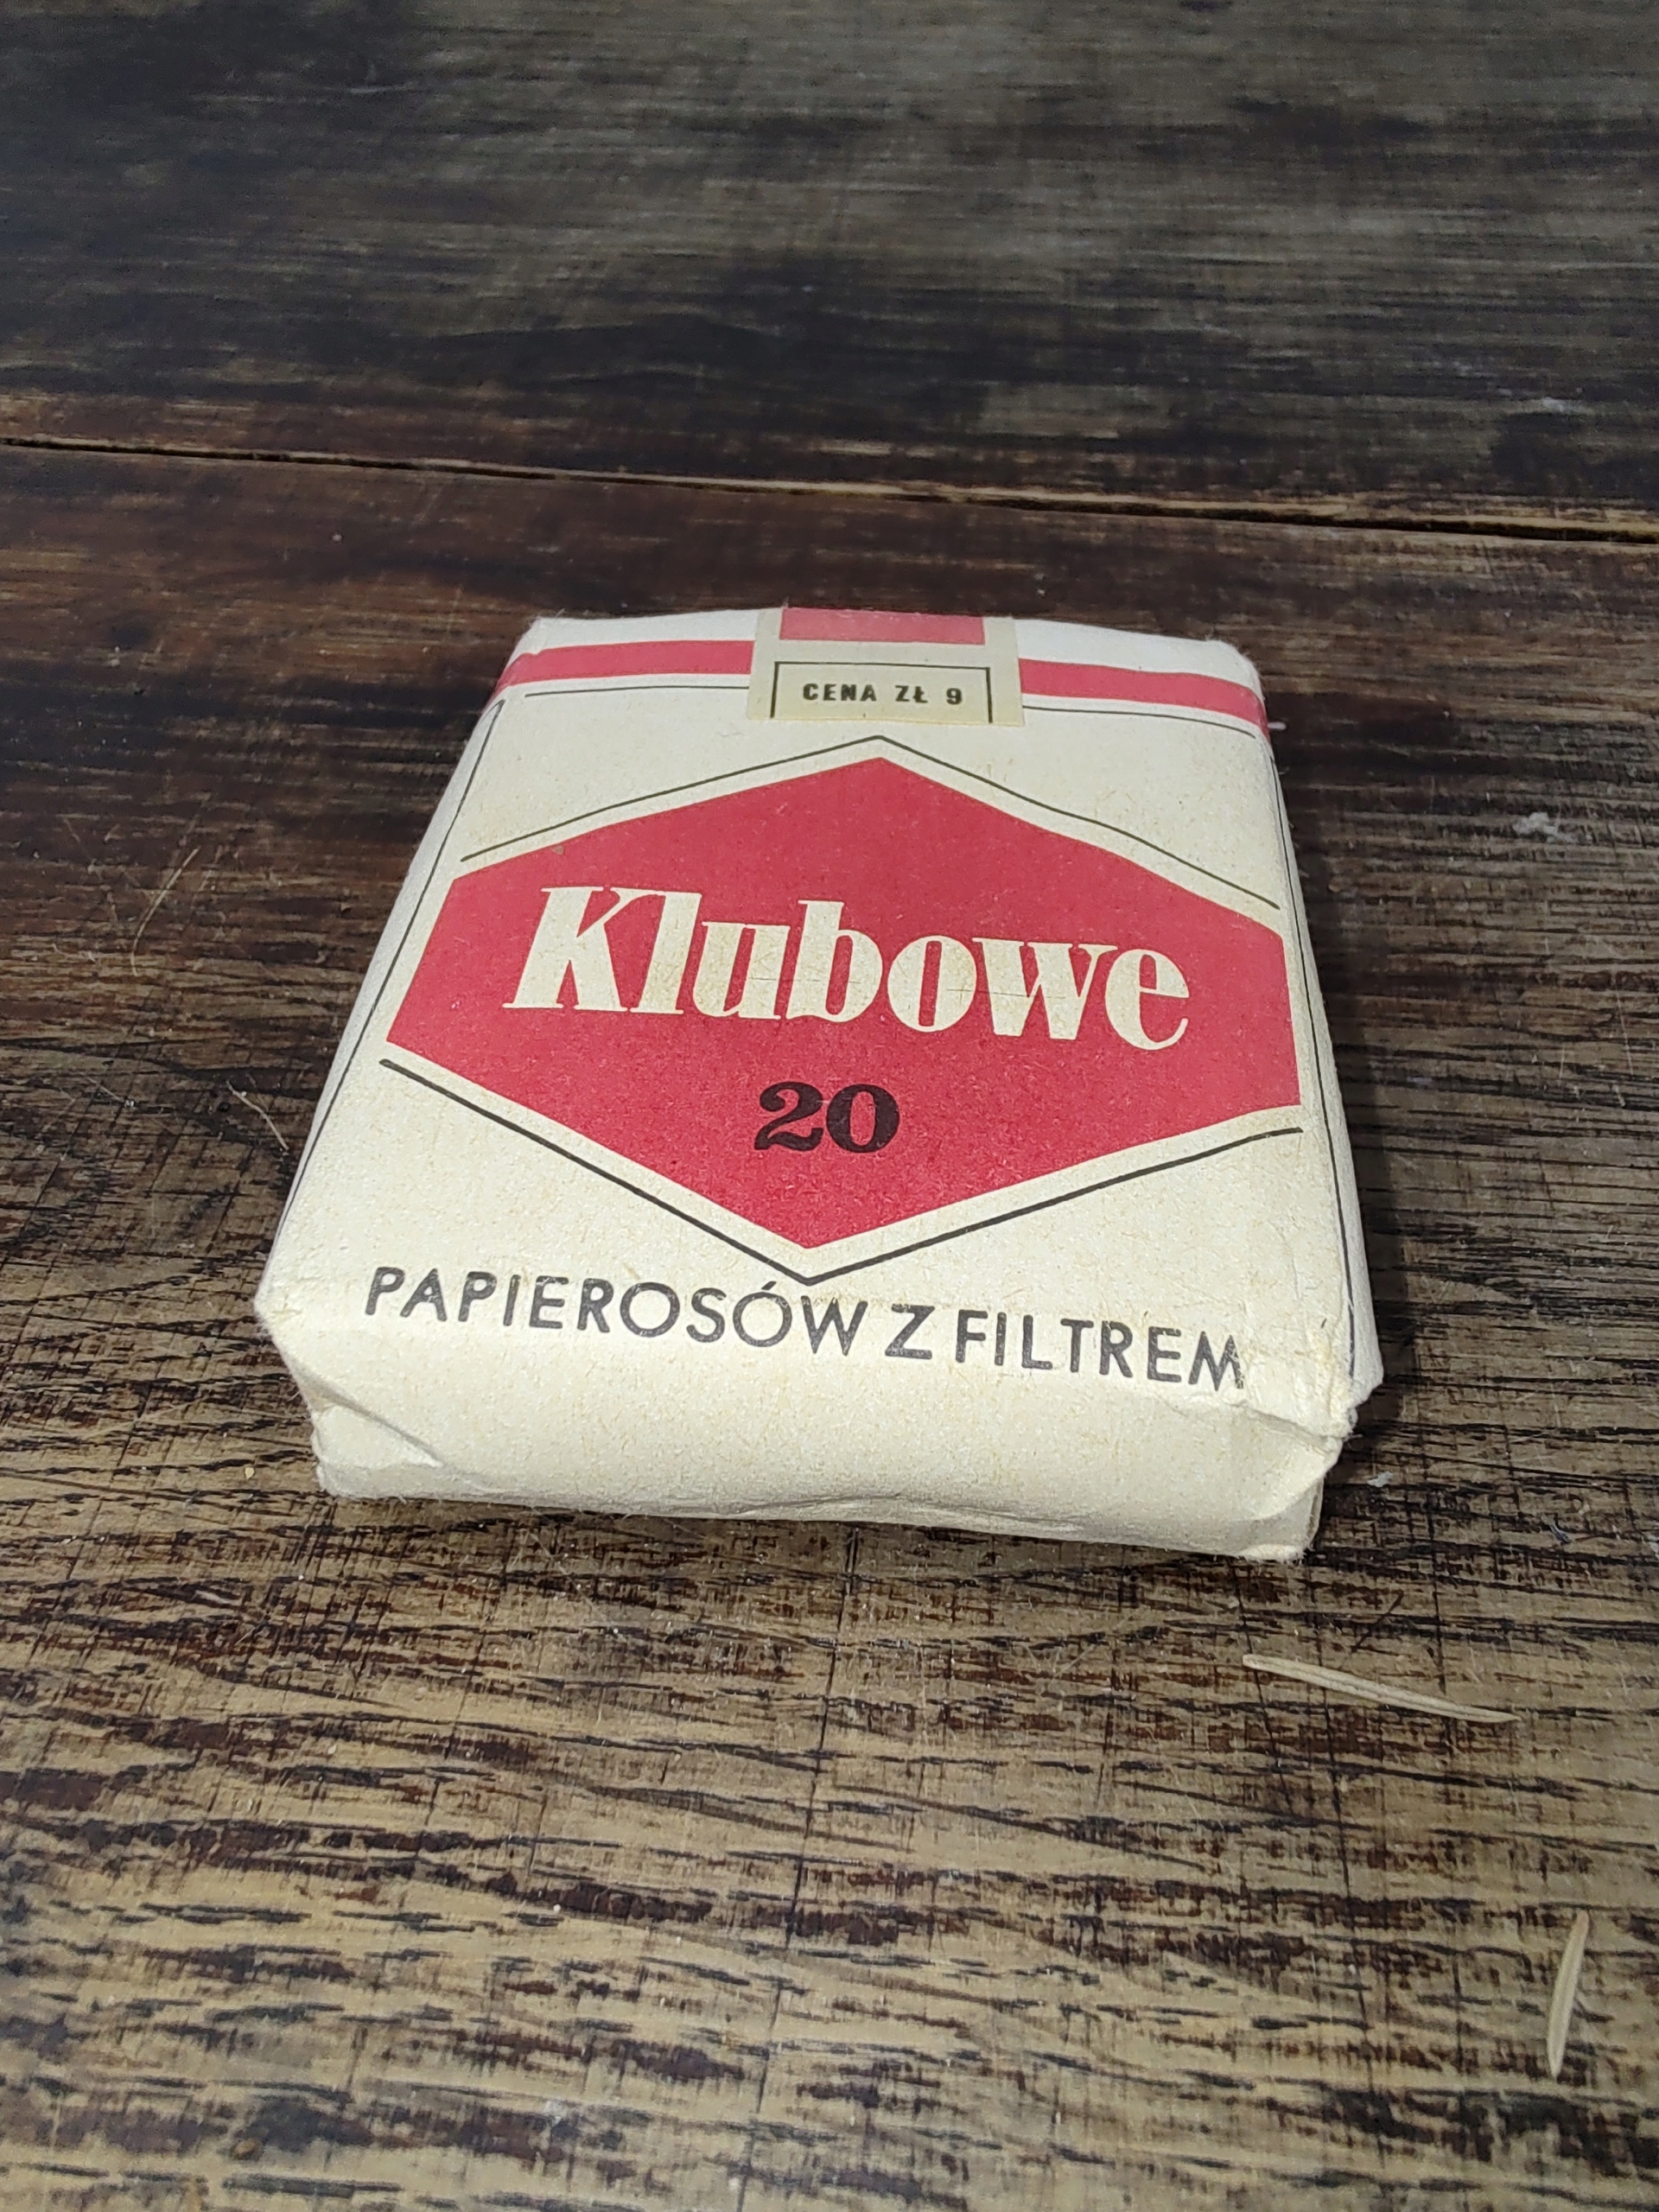 CENA ZŁ 9
Klubowe
20
PAPIEROSÓW Z FILTREM